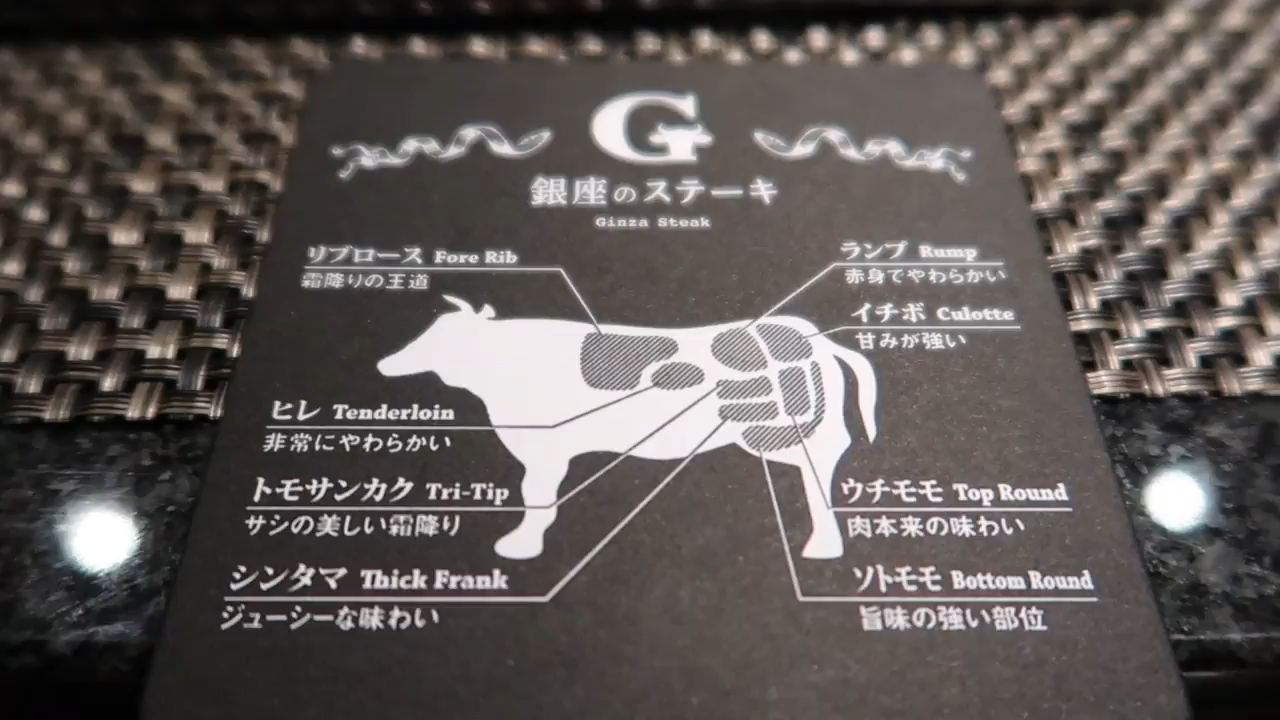 G
銀座のステーキ
Ginza Steak
リブロース Fore Rib
霜降りの王道
ランプ Rump
赤身でやわらかい
イチボ Culotte
甘みが強い
ヒレ Tenderloin
非常にやわらかい
トモサンカク Tri-Tip
サシの美しい霜降り
ウチモモ Top Round
肉本来の味わい
シンタマ Thick Frank
ジューシーな味わい
ソトモモ Bottom Round
旨味の強い部位